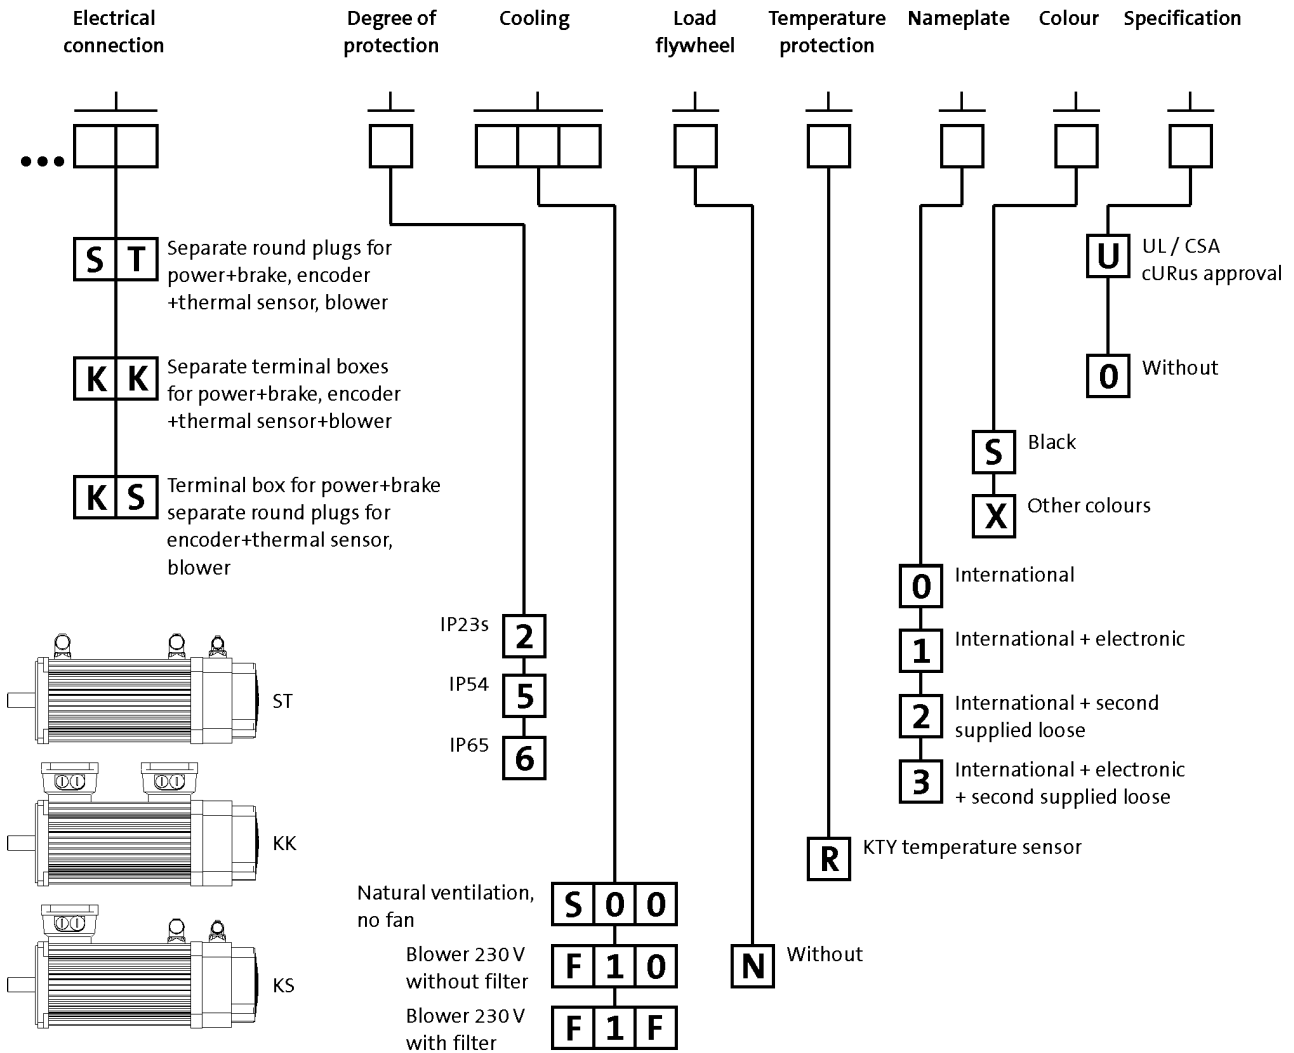 Electrical
connection
Degree of
protection
Cooling
Load
flywheel
Temperature
protection
Nameplate
Colour
Specification
S T
Separate round plugs for
power+brake, encoder
+thermal sensor, blower
K K
Separate terminal boxes
for power+brake, encoder
+thermal sensor+blower
K S
Terminal box for power+brake
separate round plugs for
encoder+thermal sensor,
blower
U
UL / CSA
cURus approval
0
Without
S
Black
X
Other colours
0
International
1
International + electronic
2
International + second
supplied loose
3
International + electronic
+ second supplied loose
IP23s
2
IP54
5
IP65
6
R
KTY temperature sensor
Natural ventilation,
no fan
S 0 0
Blower 230 V
without filter
F 1 0
Blower 230 V
with filter
F 1 F
N
Without
ST
KK
KS